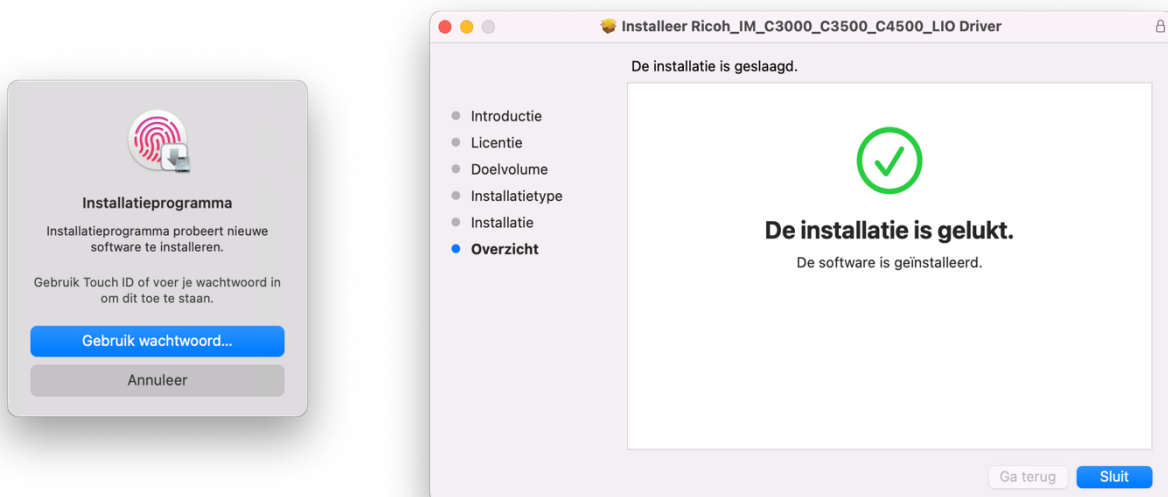 Installatieprogramma
Installatieprogramma probeert nieuwe
software te installeren.
Gebruik Touch ID of voer je wachtwoord in
om dit toe te staan.
Gebruik wachtwoord...
Annuleer
Installeer Ricoh_IM_C3000_C3500_C4500_LIO Driver
De installatie is geslaagd.
Introductie
Licentie
Doelvolume
Installatietype
Installatie
Overzicht
De installatie is gelukt.
De software is geïnstalleerd.
Ga terug
Sluit